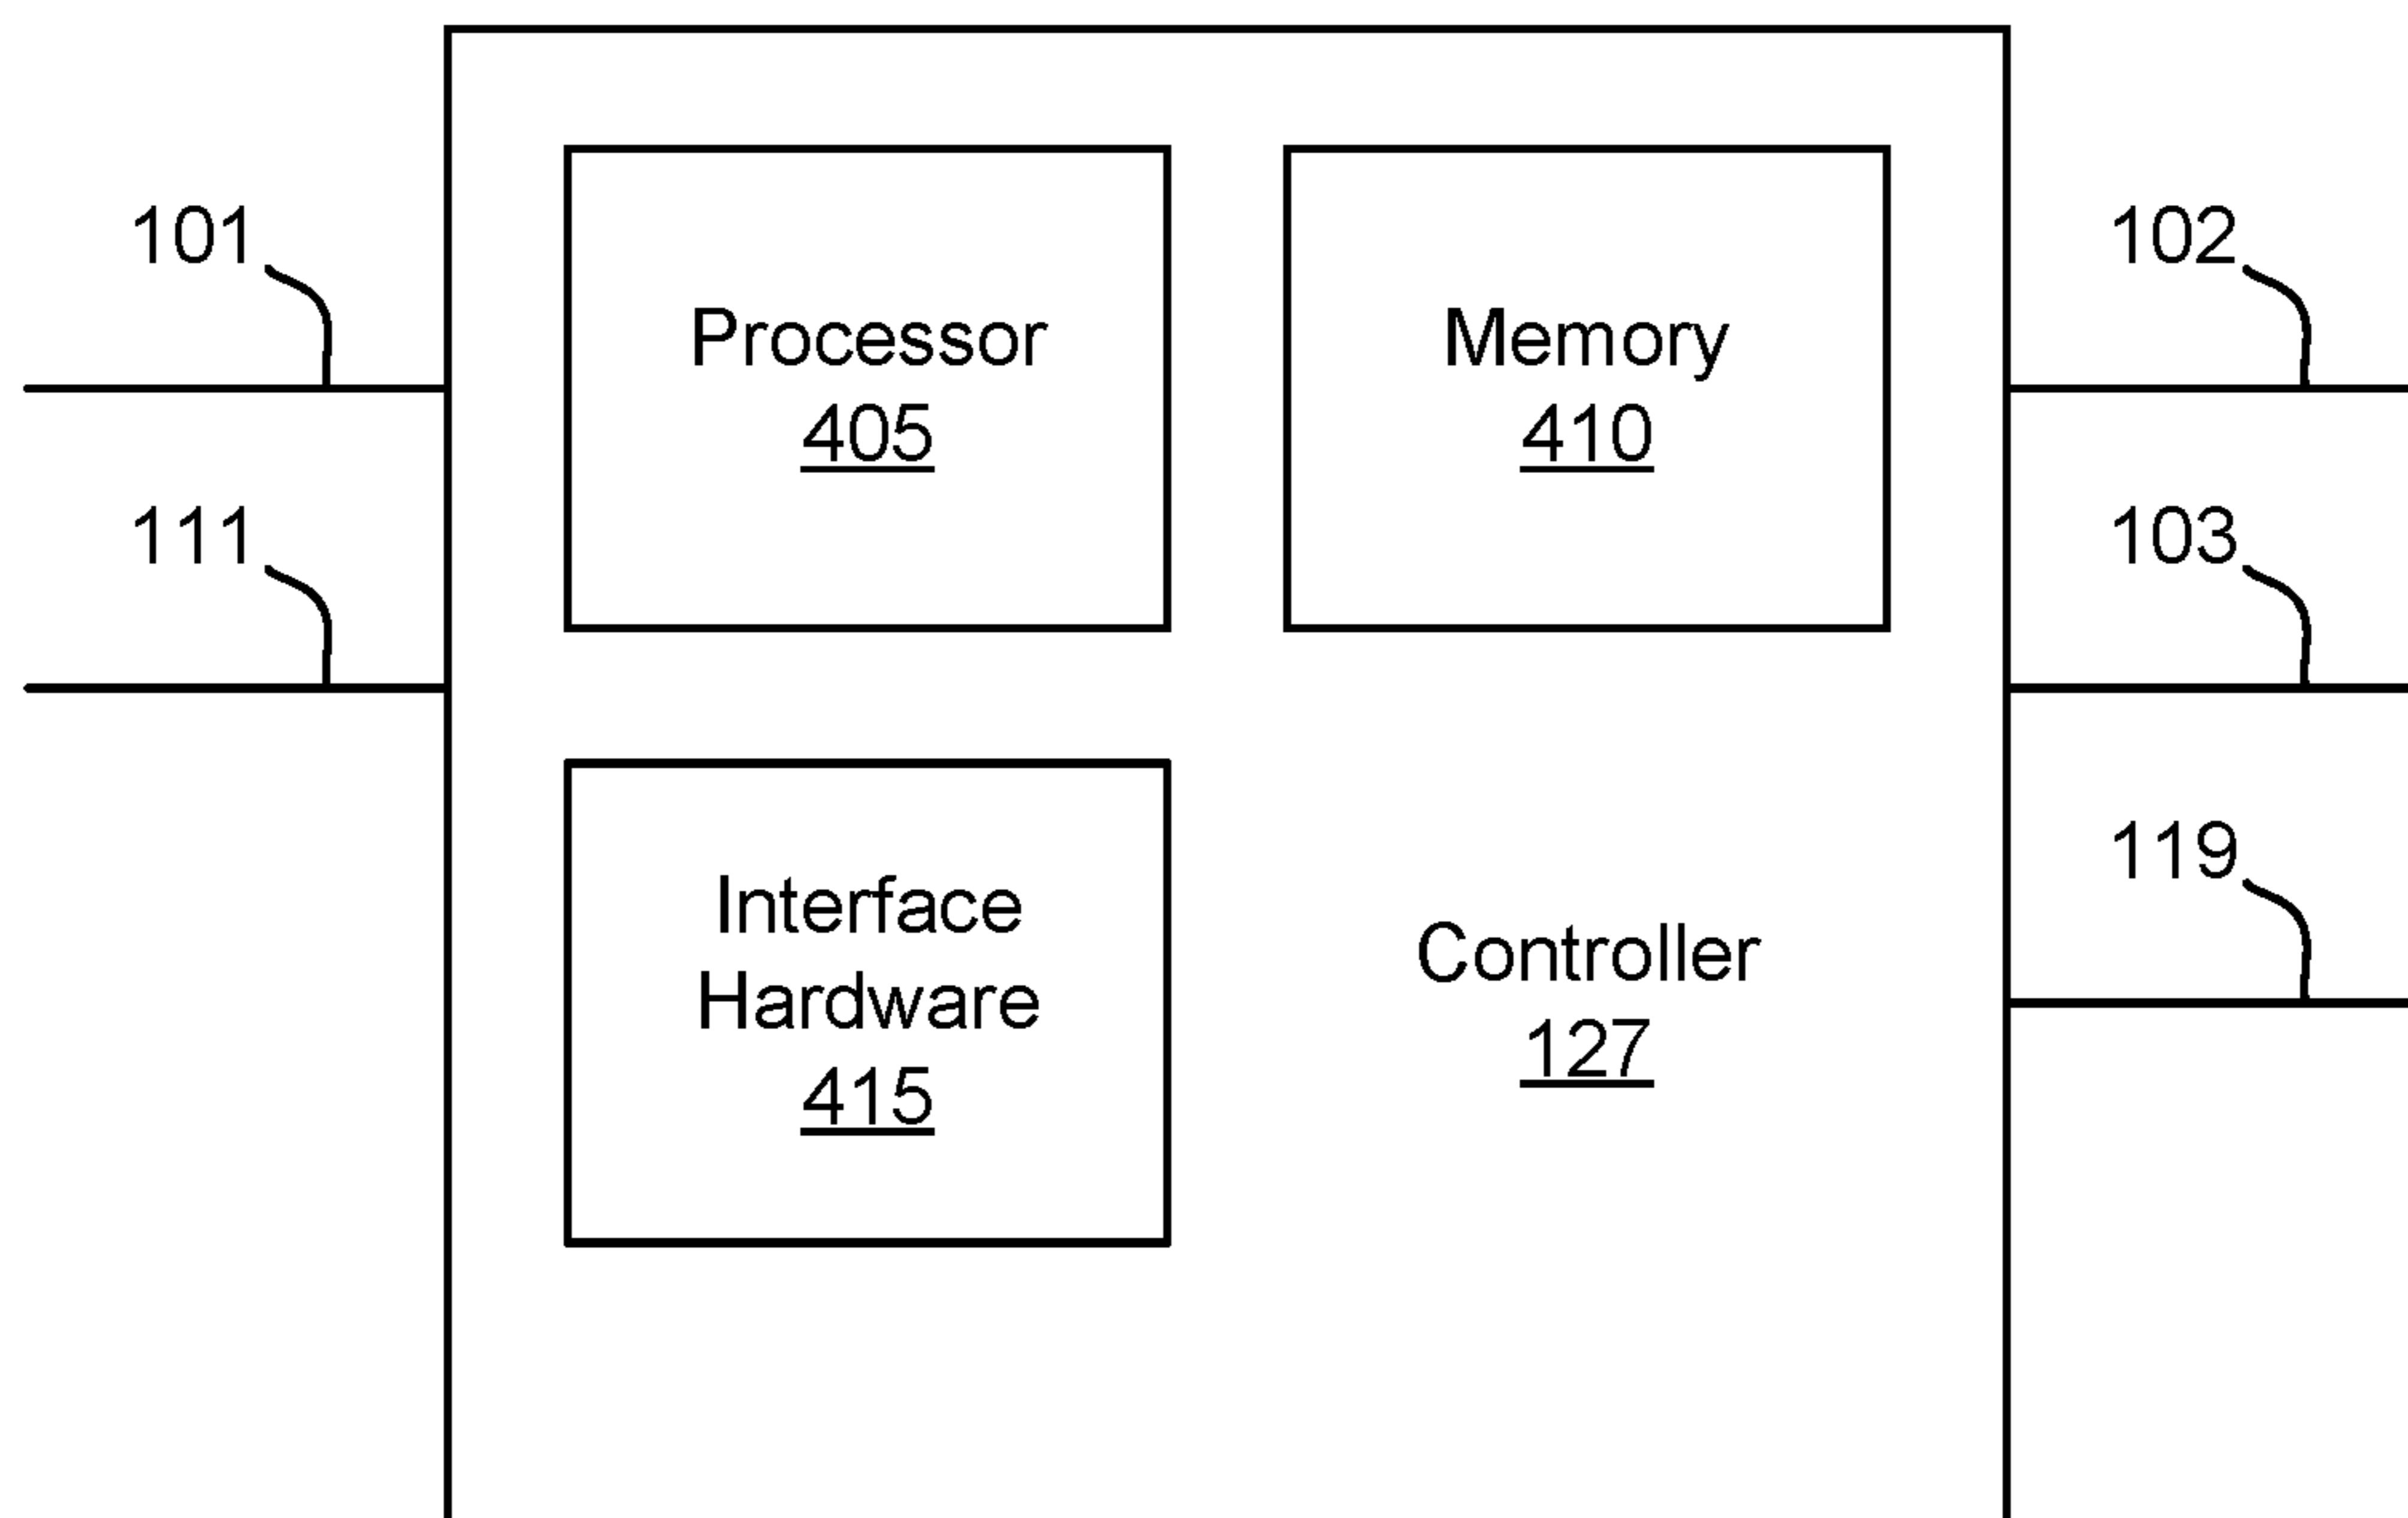 101
111
Processor
405
Memory
410
102
103
119
Interface
Hardware
415
Controller
127